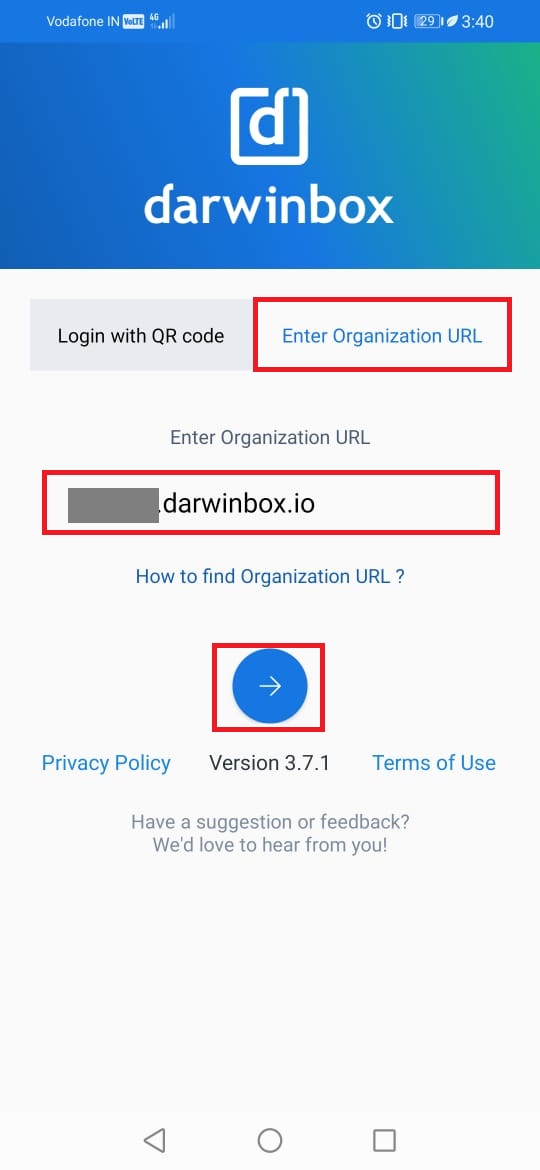 Vodafone IN VoLTE 4G 29 3:40
d
darwinbox
Login with QR code
Enter Organization URL
Enter Organization URL
.darwinbox.io
How to find Organization URL ?
Privacy Policy Version 3.7.1 Terms of Use
Have a suggestion or feedback?
We'd love to hear from you!